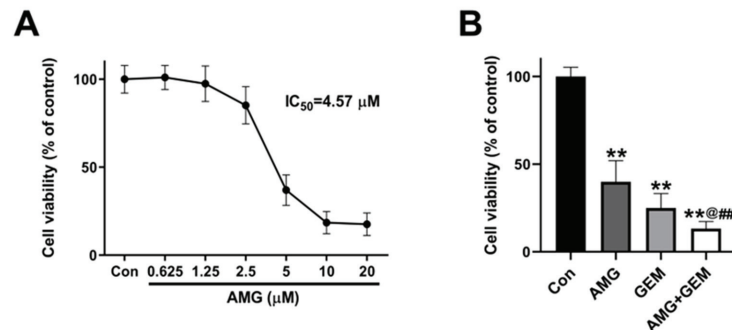 A
Cell viability (% of control)
100
50
0
IC50=4.57 μM
Con 0.625 1.25 2.5 5 10 20
AMG (μM)
B
Cell viability (% of control)
100
50
0
**
**
**@##
Con
AMG
GEM
AMG+GEM